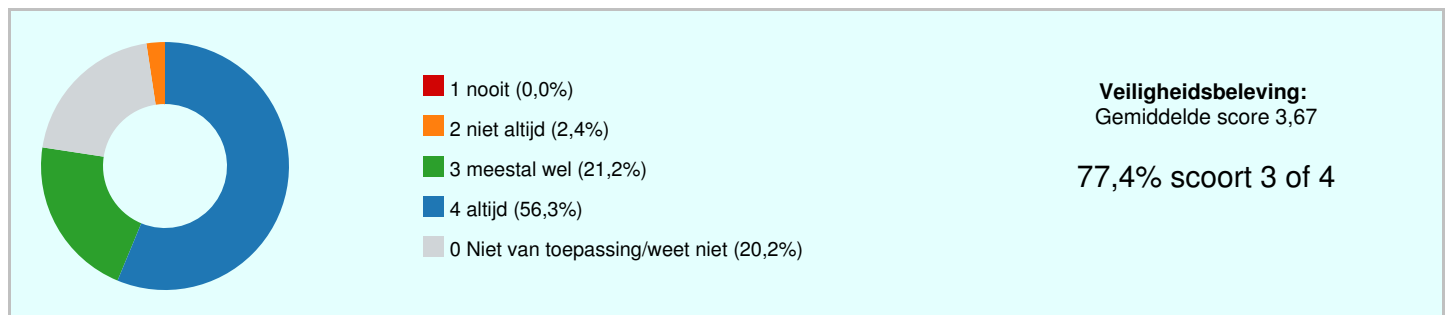 1 nooit (0,0%)
2 niet altijd (2,4%)
3 meestal wel (21,2%)
4 altijd (56,3%)
0 Niet van toepassing/weet niet (20,2%)
Veiligheidsbeleving:
Gemiddelde score 3,67
77,4% scoort 3 of 4